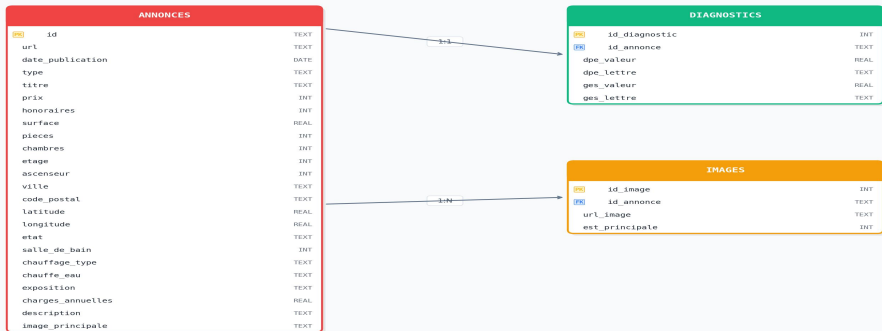 ANNONCES
PK id TEXT
url TEXT
date_publication DATE
type TEXT
titre TEXT
prix INT
honoraires INT
surface REAL
pieces INT
chambres INT
etage INT
ascenseur INT
ville TEXT
code_postal TEXT
latitude REAL
longitude REAL
etat TEXT
salle_de_bain INT
chauffage_type TEXT
chauffe_eau TEXT
exposition TEXT
charges_annuelles REAL
description TEXT
image_principale TEXT
1:1
1:N
DIAGNOSTICS
PK id_diagnostic INT
FK id_annonce TEXT
dpe_valeur REAL
dpe_lettre TEXT
ges_valeur REAL
ges_lettre TEXT
IMAGES
PK id_image INT
FK id_annonce TEXT
url_image TEXT
est_principale INT